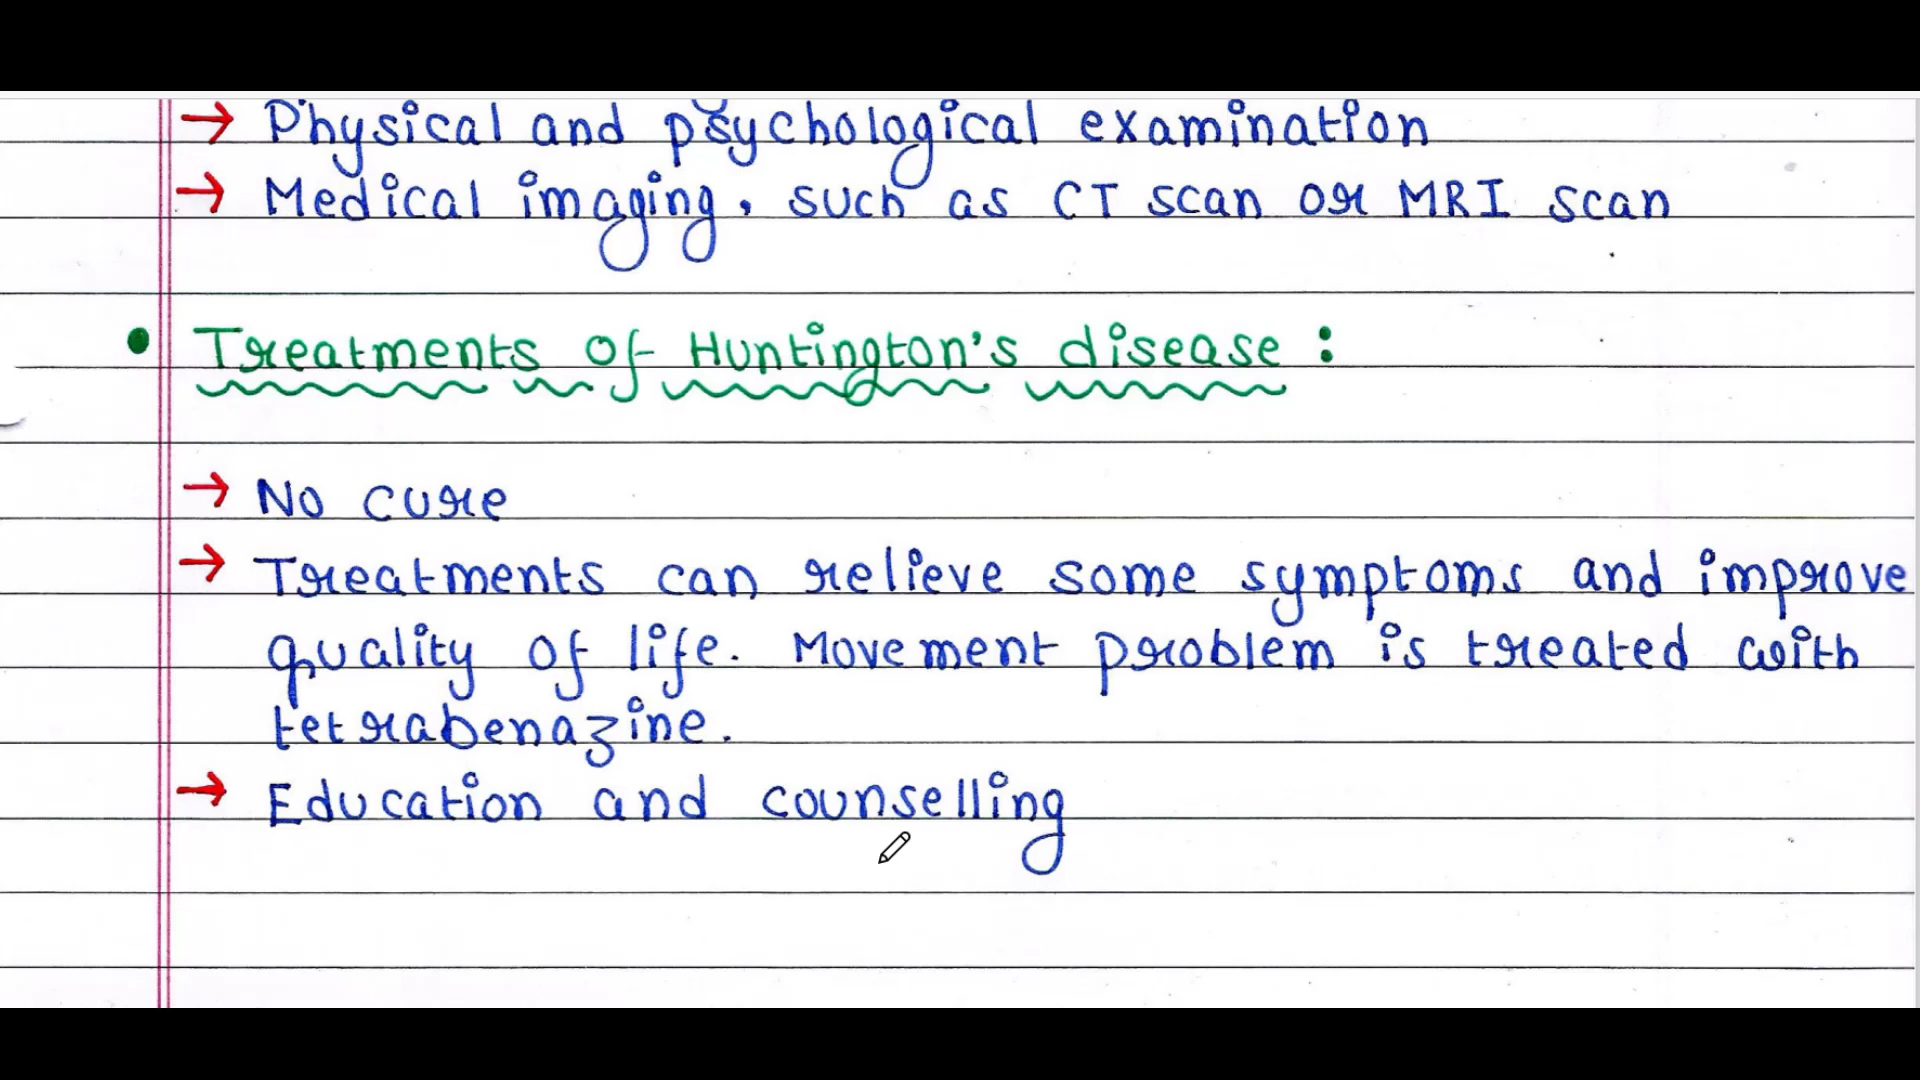 → Physical and psychological examination
→ Medical imaging, such as CT scan or MRI scan
• Treatments of Huntington's disease :
→ No cure
→ Treatments can relieve some symptoms and improve
quality of life. Movement problem is treated with
tetrabenazine.
→ Education and counselling